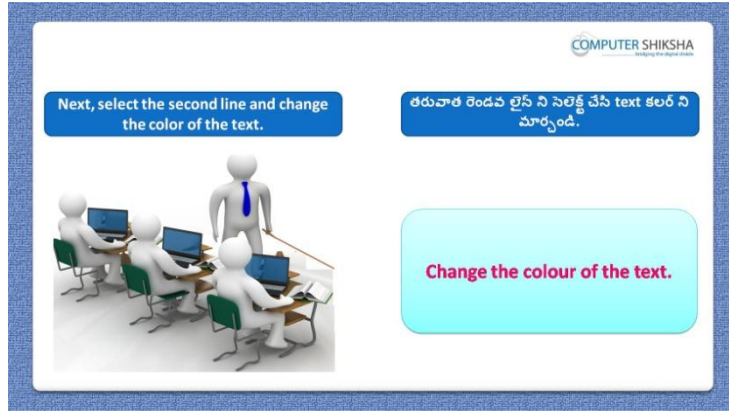 COMPUTER SHIKSHA
bridging the digital divide
Next, select the second line and change
the color of the text.
తరువాత రెండవ లైన్ ని సెలెక్ట్ చేసి text కలర్ ని
మార్చండి.
Change the colour of the text.